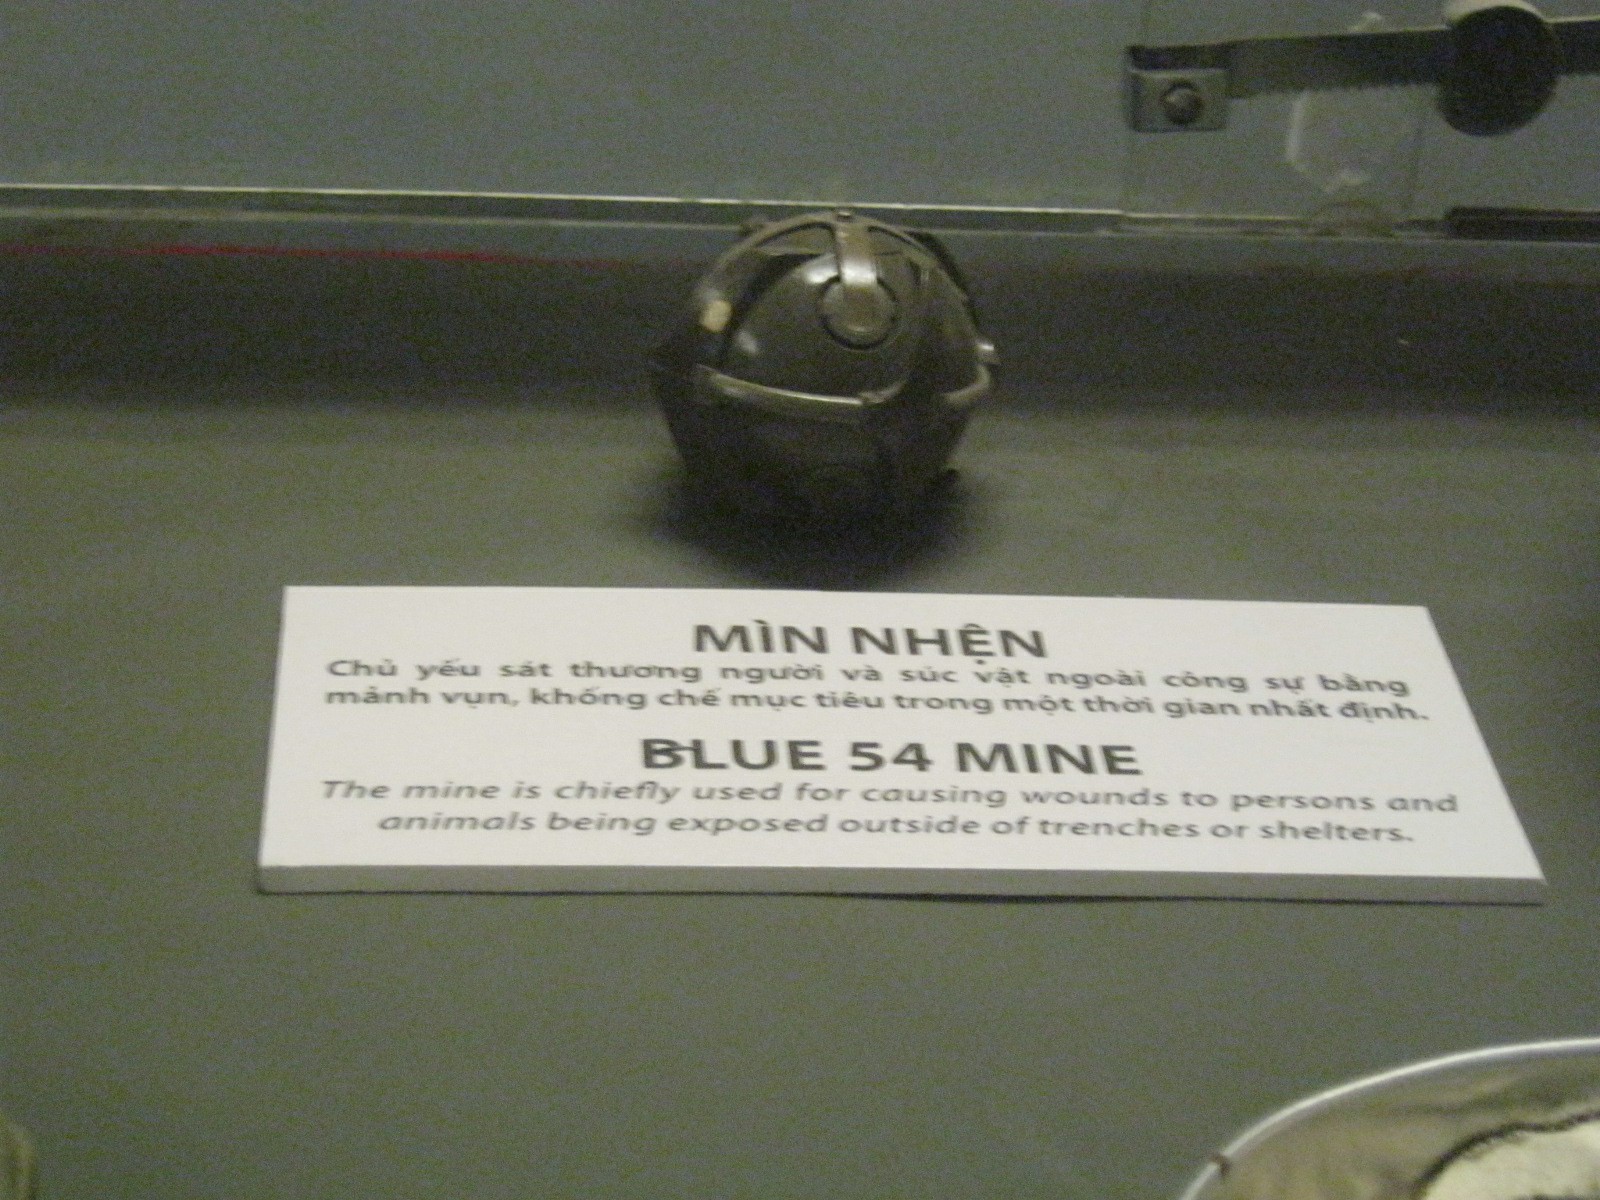 MÌN NHỆN
Chủ yếu sát thương người và súc vật ngoài công sự bằng
mảnh vụn, khống chế mục tiêu trong một thời gian nhất định.
BLUE 54 MINE
The mine is chiefly used for causing wounds to persons and
animals being exposed outside of trenches or shelters.